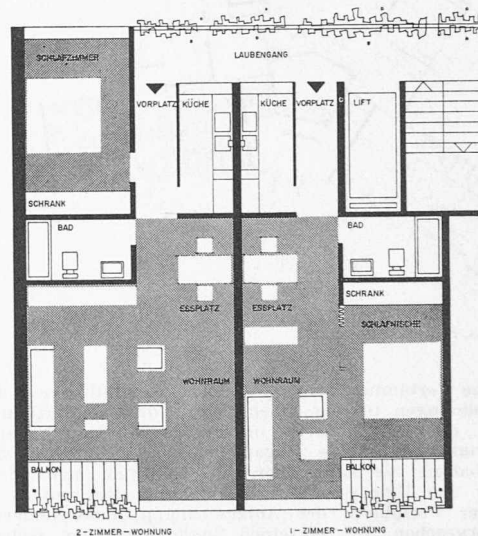 SCHLAFZIMMER
LAUBENGANG
VORPLATZ
KÜCHE
KÜCHE
VORPLATZ
LIFT
SCHRANK
BAD
BAD
SCHRANK
ESSPLATZ
ESSPLATZ
SCHLAFNISCHE
WOHNRAUM
WOHNRAUM
BALKON
BALKON
2-ZIMMER-WOHNUNG
1-ZIMMER-WOHNUNG